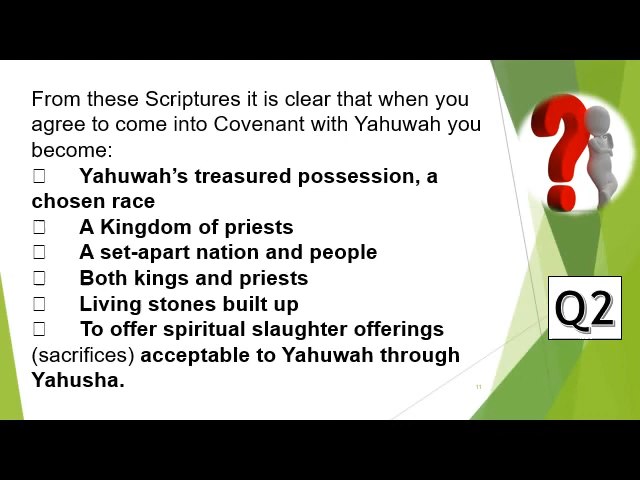 From these Scriptures it is clear that when you
agree to come into Covenant with Yahuwah you
become:
□ Yahuwah’s treasured possession, a
chosen race
□ A Kingdom of priests
□ A set-apart nation and people
□ Both kings and priests
□ Living stones built up
□ To offer spiritual slaughter offerings
(sacrifices) acceptable to Yahuwah through
Yahusha.
Q2
11